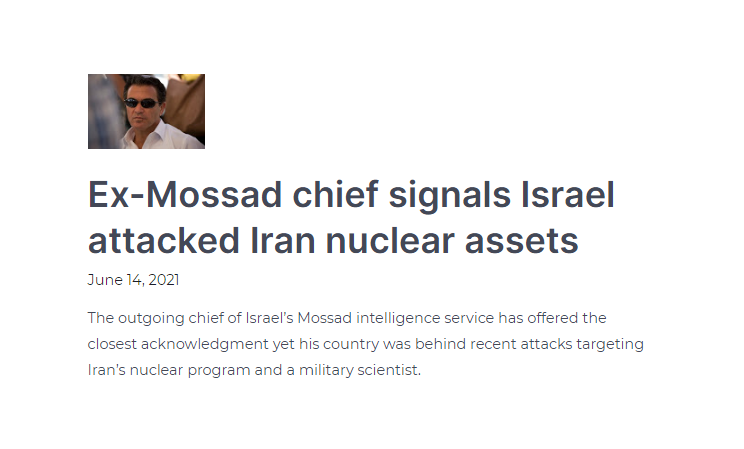 Ex-Mossad chief signals Israel
attacked Iran nuclear assets
June 14, 2021
The outgoing chief of Israel’s Mossad intelligence service has offered the
closest acknowledgment yet his country was behind recent attacks targeting
Iran’s nuclear program and a military scientist.